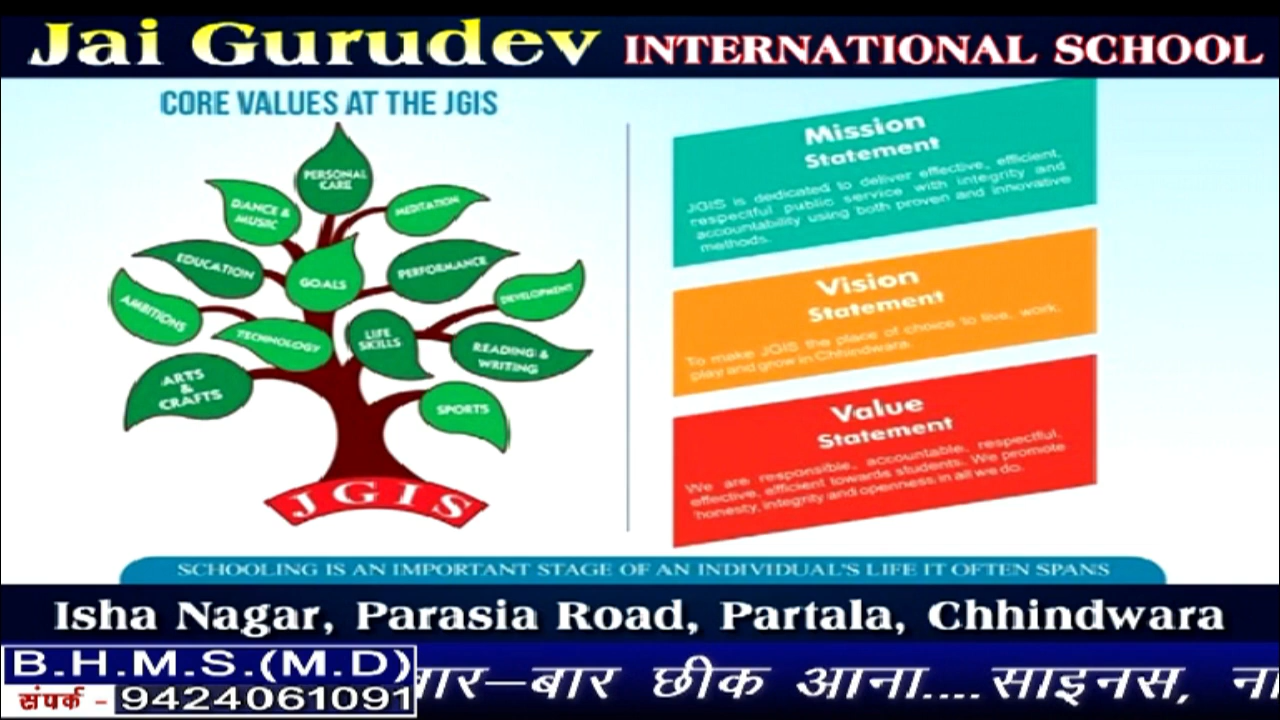 Jai Gurudev INTERNATIONAL SCHOOL
CORE VALUES AT THE JGIS
PERSONAL
CARE
DANCE &
MUSIC
MEDITATION
EDUCATION
GOALS
PERFORMANCE
AMBITIONS
DEVELOPMENT
TECHNOLOGY
LIFE
SKILLS
READING &
WRITING
ARTS
&
CRAFTS
SPORTS
JGIS
Mission
Statement
JGIS is dedicated to deliver effective, efficient,
respectful public service with integrity and
accountability using both proven and innovative
methods.
Vision
Statement
To make JGIS the place of choice to live, work,
play and grow in Chhindwara.
Value
Statement
We are responsible, accountable, respectful,
effective, efficient towards students. We promote
honesty, integrity and openness in all we do.
SCHOOLING IS AN IMPORTANT STAGE OF AN INDIVIDUAL'S LIFE IT OFTEN SPANS
Isha Nagar, Parasia Road, Partala, Chhindwara
B.H.M.S.(M.D)
संपर्क - 9424061091
बार–बार छीक आना....साइनस,